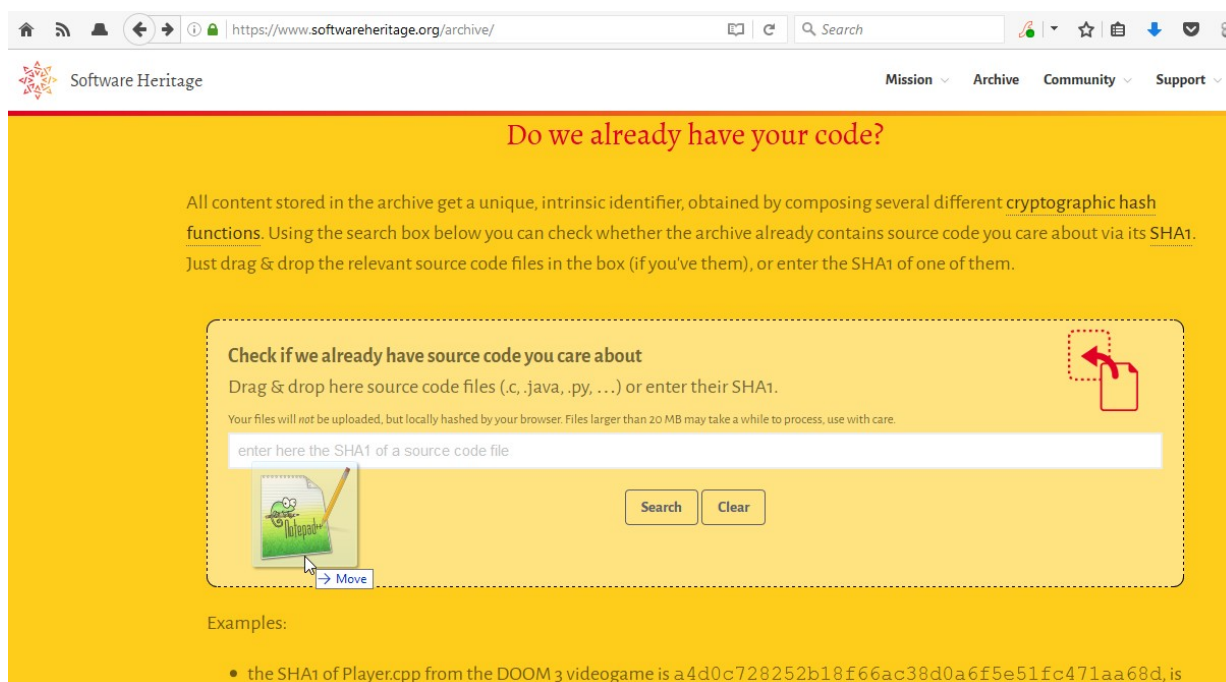 https://www.softwareheritage.org/archive/
Search
Software Heritage
Mission Archive Community Support
Do we already have your code?
All content stored in the archive get a unique, intrinsic identifier, obtained by composing several different cryptographic hash
functions. Using the search box below you can check whether the archive already contains source code you care about via its SHA1.
Just drag & drop the relevant source code files in the box (if you've them), or enter the SHA1 of one of them.
Check if we already have source code you care about
Drag & drop here source code files (.c, .java, .py, ...) or enter their SHA1.
Your files will not be uploaded, but locally hashed by your browser. Files larger than 20 MB may take a while to process, use with care.
enter here the SHA1 of a source code file
Notepad++
Search Clear
→ Move
Examples:
• the SHA1 of Player.cpp from the DOOM 3 videogame is a4d0c728252b18f66ac38d0a6f5e51fc471aa68d, is